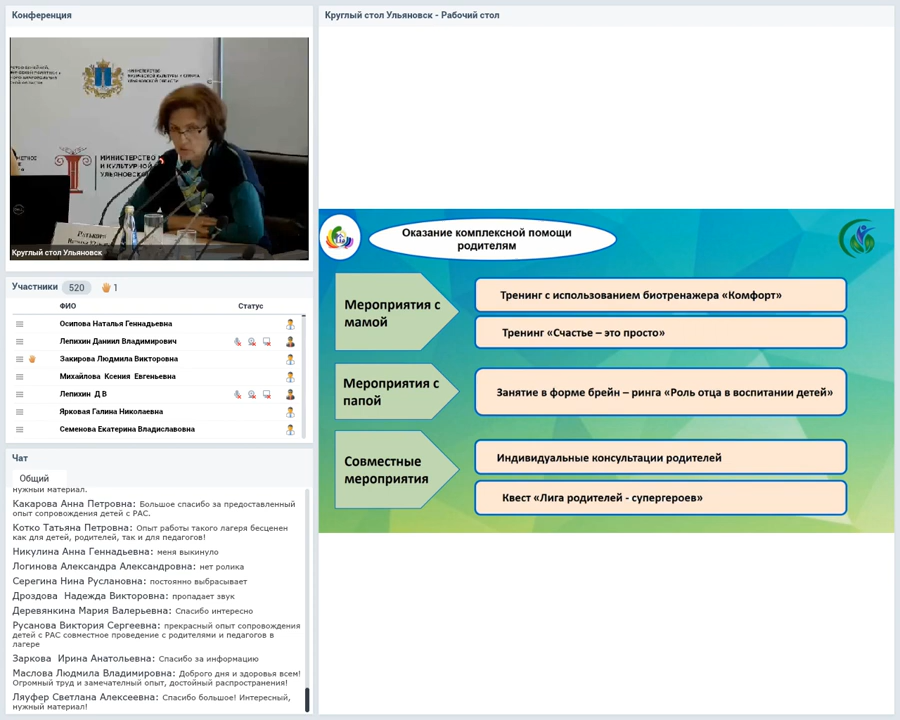 Конференция
МИНИСТЕРСТВО
ФИЗИЧЕСКОЙ КУЛЬТУРЫ И СПОРТА
УЛЬЯНОВСКОЙ ОБЛАСТИ
МИНИСТЕРСТВО
И КУЛЬТУРНОЙ
УЛЬЯНОВСКОЙ
Круглый стол Ульяновск
Участники 520 1
ФИО Статус
Осипова Наталья Геннадьевна
Лепихин Даниил Владимирович
Закирова Людмила Викторовна
Михайлова Ксения Евгеньевна
Лепихин Д В
Ярковая Галина Николаевна
Семенова Екатерина Владиславовна
Чат
Общий
нужный материал.
Какарова Анна Петровна: Большое спасибо за предоставленный
опыт сопровождения детей с РАС.
Котко Татьяна Петровна: Опыт работы такого лагеря бесценен
как для детей, родителей, так и для педагогов!
Никулина Анна Геннадьевна: меня выкинуло
Логинова Александра Александровна: нет ролика
Серегина Нина Руслановна: постоянно выбрасывает
Дроздова Надежда Викторовна: пропадает звук
Деревянкина Мария Валерьевна: Спасибо интересно
Русанова Виктория Сергеевна: прекрасный опыт сопровождения
детей с РАС совместное проведение с родителями и педагогов в
лагере
Заркова Ирина Анатольевна: Спасибо за информацию
Маслова Людмила Владимировна: Доброго дня и здоровья всем!
Огромный труд и замечателный опыт, достойный распространения!
Ляуфер Светлана Алексеевна: Спасибо большое! Интересный,
нужный материал!
Круглый стол Ульяновск - Рабочий стол
Оказание комплексной помощи
родителям
Мероприятия с
мамой
Тренинг с использованием биотренажера «Комфорт»
Тренинг «Счастье – это просто»
Мероприятия с
папой
Занятие в форме брейн – ринга «Роль отца в воспитании детей»
Совместные
мероприятия
Индивидуальные консультации родителей
Квест «Лига родителей - супергероев»